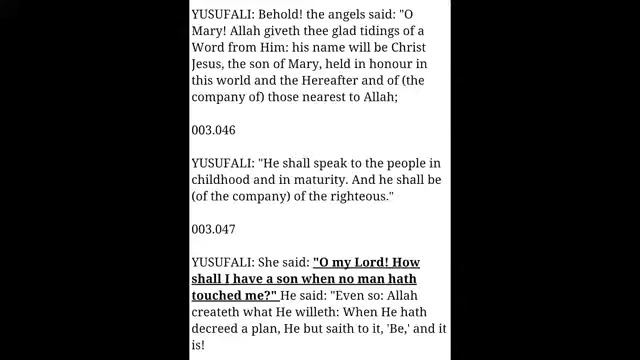 YUSUFALI: Behold! the angels said: "O
Mary! Allah giveth thee glad tidings of a
Word from Him: his name will be Christ
Jesus, the son of Mary, held in honour in
this world and the Hereafter and of (the
company of) those nearest to Allah;
003.046
YUSUFALI: "He shall speak to the people in
childhood and in maturity. And he shall be
(of the company) of the righteous."
003.047
YUSUFALI: She said: "O my Lord! How
shall I have a son when no man hath
touched me?" He said: "Even so: Allah
createth what He willeth: When He hath
decreed a plan, He but saith to it, 'Be,' and it
is!